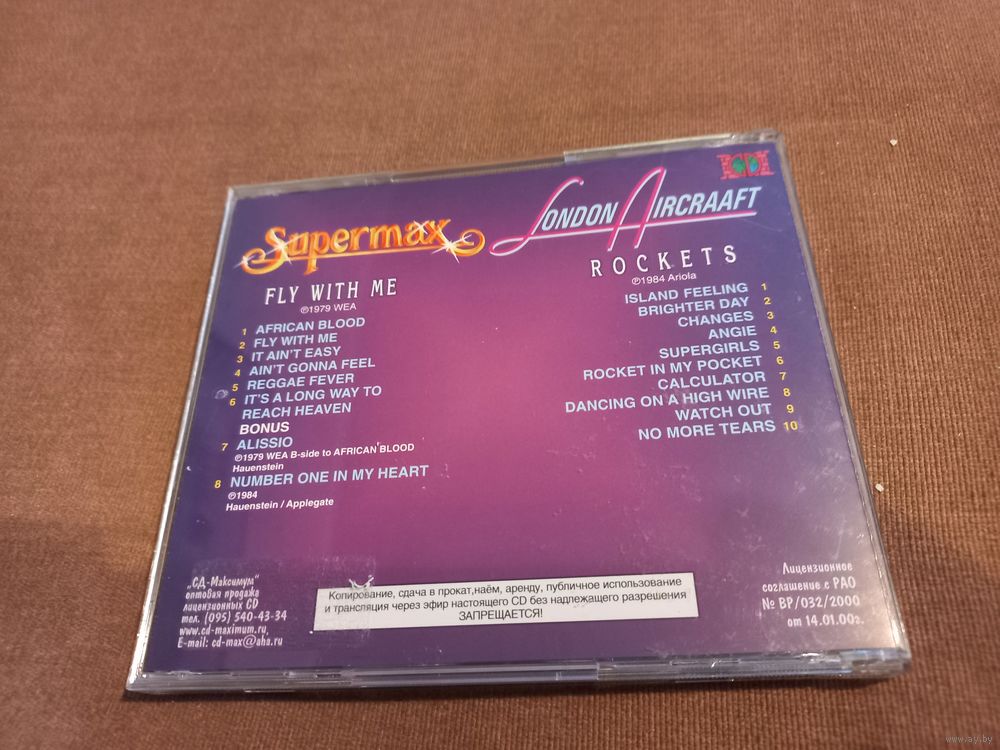 Supermax
FLY WITH ME
℗1979 WEA
1 AFRICAN BLOOD
2 FLY WITH ME
3 IT AIN'T EASY
4 AIN'T GONNA FEEL
5 REGGAE FEVER
6 IT'S A LONG WAY TO
REACH HEAVEN
BONUS
7 ALISSIO
℗1979 WEA B-side to AFRICAN BLOOD
Hauenstein
8 NUMBER ONE IN MY HEART
℗1984
Hauenstein / Applegate
LONDON AIRCRAAFT
ROCKETS
℗1984 Ariola
ISLAND FEELING 1
BRIGHTER DAY 2
CHANGES 3
ANGIE 4
SUPERGIRLS 5
ROCKET IN MY POCKET 6
CALCULATOR 7
DANCING ON A HIGH WIRE 8
WATCH OUT 9
NO MORE TEARS 10
„СД-Максимум"
оптовая продажа
лицензионных CD
тел. (095) 540-43-34
www.cd-maximum.ru,
E-mail: cd-max@aha.ru
Копирование, сдача в прокат,наём, аренду, публичное использование
и трансляция через эфир настоящего CD без надлежащего разрешения
ЗАПРЕЩАЕТСЯ!
Лицензионное
соглашение с РАО
№ ВР/032/2000
от 14.01.00г.
www.ay.by